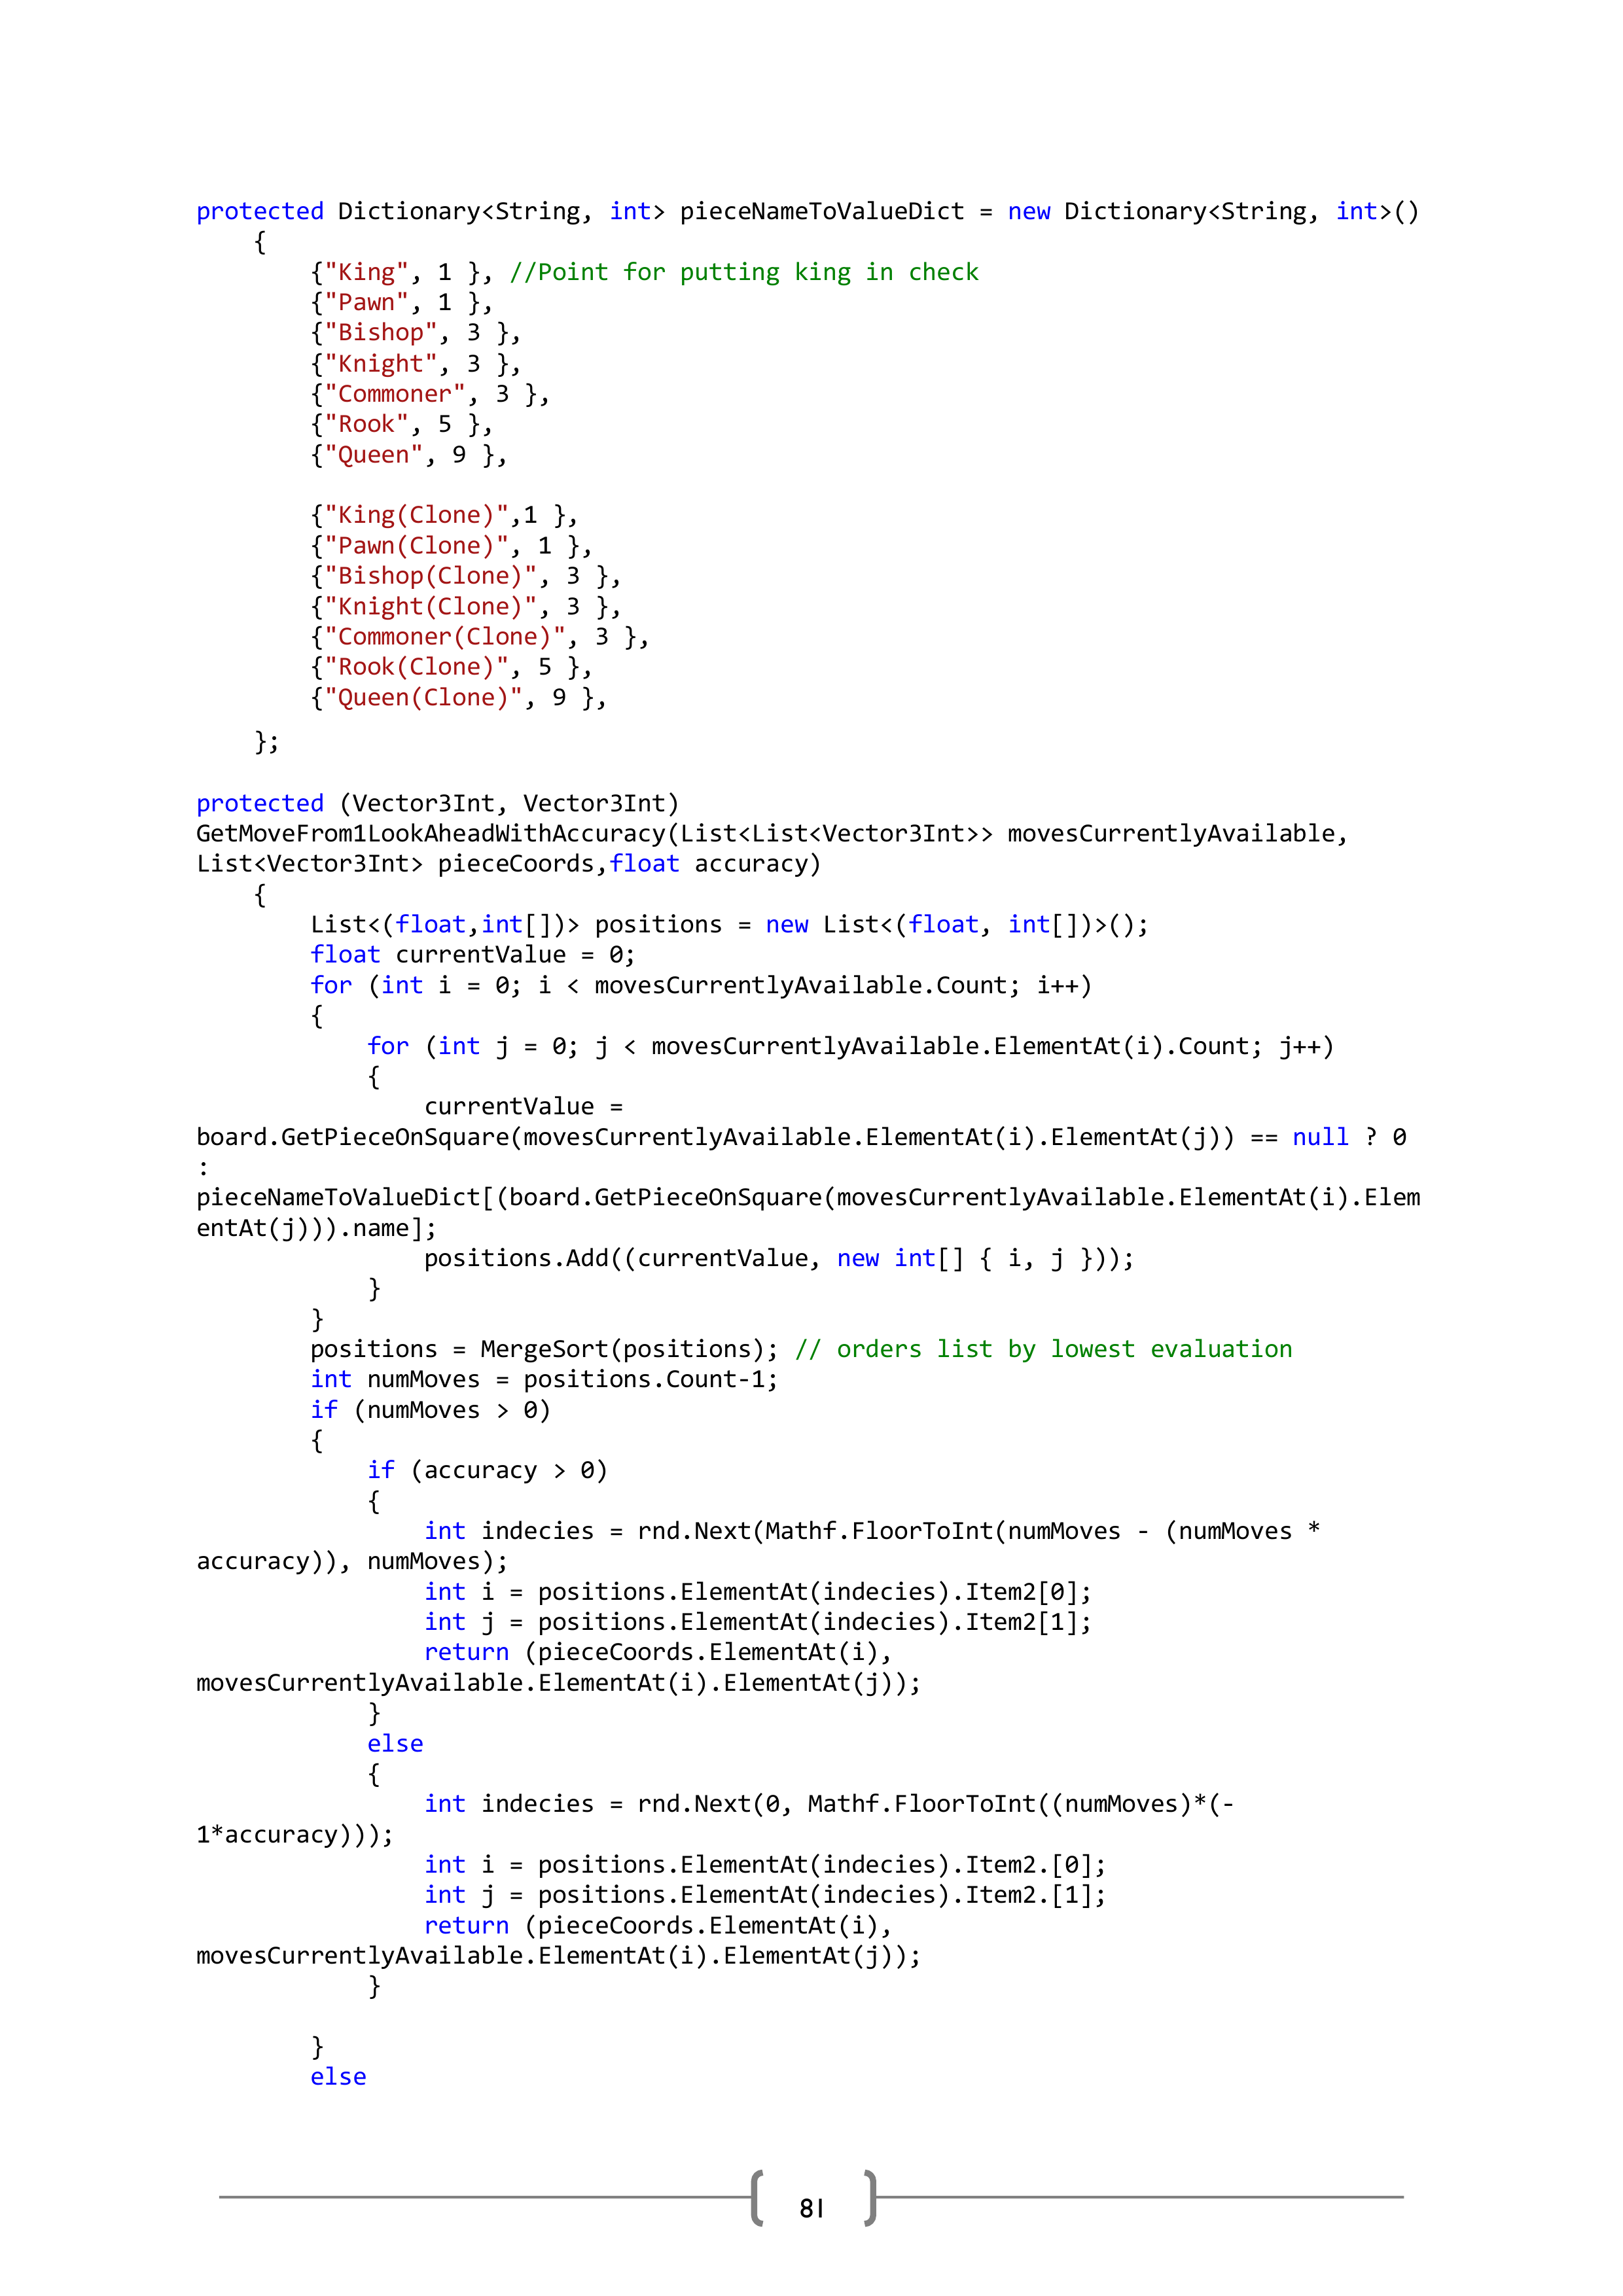 protected Dictionary<String, int> pieceNameToValueDict = new Dictionary<String, int>()
    {
        {"King", 1 }, //Point for putting king in check
        {"Pawn", 1 },
        {"Bishop", 3 },
        {"Knight", 3 },
        {"Commoner", 3 },
        {"Rook", 5 },
        {"Queen", 9 },

        {"King(Clone)",1 },
        {"Pawn(Clone)", 1 },
        {"Bishop(Clone)", 3 },
        {"Knight(Clone)", 3 },
        {"Commoner(Clone)", 3 },
        {"Rook(Clone)", 5 },
        {"Queen(Clone)", 9 },
    };

protected (Vector3Int, Vector3Int)
GetMoveFrom1LookAheadWithAccuracy(List<List<Vector3Int>> movesCurrentlyAvailable,
List<Vector3Int> pieceCoords,float accuracy)
    {
        List<(float,int[])> positions = new List<(float, int[])>();
        float currentValue = 0;
        for (int i = 0; i < movesCurrentlyAvailable.Count; i++)
        {
            for (int j = 0; j < movesCurrentlyAvailable.ElementAt(i).Count; j++)
            {
                currentValue =
board.GetPieceOnSquare(movesCurrentlyAvailable.ElementAt(i).ElementAt(j)) == null ? 0
:
pieceNameToValueDict[(board.GetPieceOnSquare(movesCurrentlyAvailable.ElementAt(i).Elem
entAt(j))).name];
                positions.Add((currentValue, new int[] { i, j }));
            }
        }
        positions = MergeSort(positions); // orders list by lowest evaluation
        int numMoves = positions.Count-1;
        if (numMoves > 0)
        {
            if (accuracy > 0)
            {
                int indecies = rnd.Next(Mathf.FloorToInt(numMoves - (numMoves *
accuracy)), numMoves);
                int i = positions.ElementAt(indecies).Item2[0];
                int j = positions.ElementAt(indecies).Item2[1];
                return (pieceCoords.ElementAt(i),
movesCurrentlyAvailable.ElementAt(i).ElementAt(j));
            }
            else
            {
                int indecies = rnd.Next(0, Mathf.FloorToInt((numMoves)*(-
1*accuracy)));
                int i = positions.ElementAt(indecies).Item2.[0];
                int j = positions.ElementAt(indecies).Item2.[1];
                return (pieceCoords.ElementAt(i),
movesCurrentlyAvailable.ElementAt(i).ElementAt(j));
            }

        }
        else
81